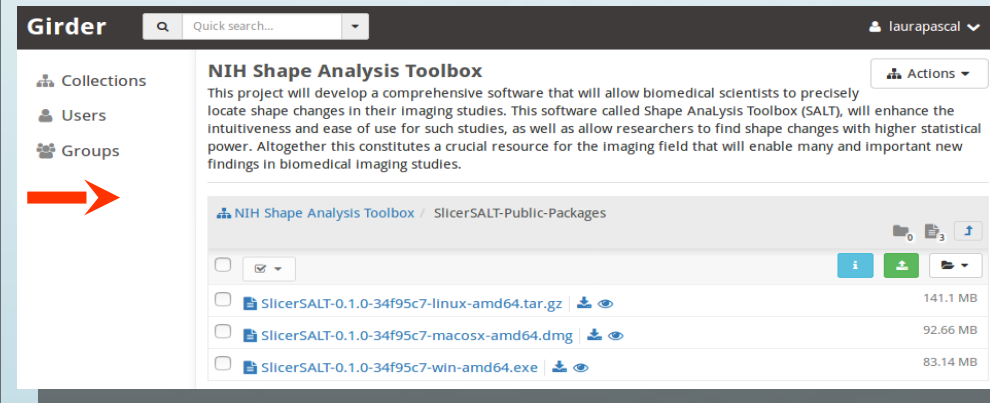 Girder
Quick search...
laurapascal
Collections
Users
Groups
NIH Shape Analysis Toolbox
Actions
This project will develop a comprehensive software that will allow biomedical scientists to precisely
locate shape changes in their imaging studies. This software called Shape AnaLysis Toolbox (SALT), will enhance the
intuitiveness and ease of use for such studies, as well as allow researchers to find shape changes with higher statistical
power. Altogether this constitutes a crucial resource for the imaging field that will enable many and important new
findings in biomedical imaging studies.
NIH Shape Analysis Toolbox / SlicerSALT-Public-Packages
0 3
i
SlicerSALT-0.1.0-34f95c7-linux-amd64.tar.gz 141.1 MB
SlicerSALT-0.1.0-34f95c7-macosx-amd64.dmg 92.66 MB
SlicerSALT-0.1.0-34f95c7-win-amd64.exe 83.14 MB